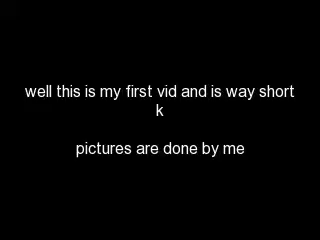 well this is my first vid and is way short
k
pictures are done by me